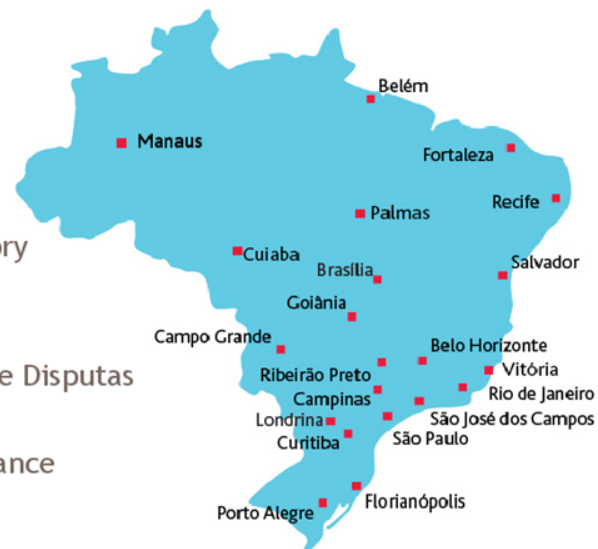 Belém
Manaus
Fortaleza
Recife
Palmas
ory
Cuiaba
Salvador
Brasília
Goiânia
Campo Grande
Belo Horizonte
Vitória
e Disputas
Ribeirão Preto
Rio de Janeiro
Campinas
São José dos Campos
Londrina
São Paulo
Curitiba
ance
Florianópolis
Porto Alegre